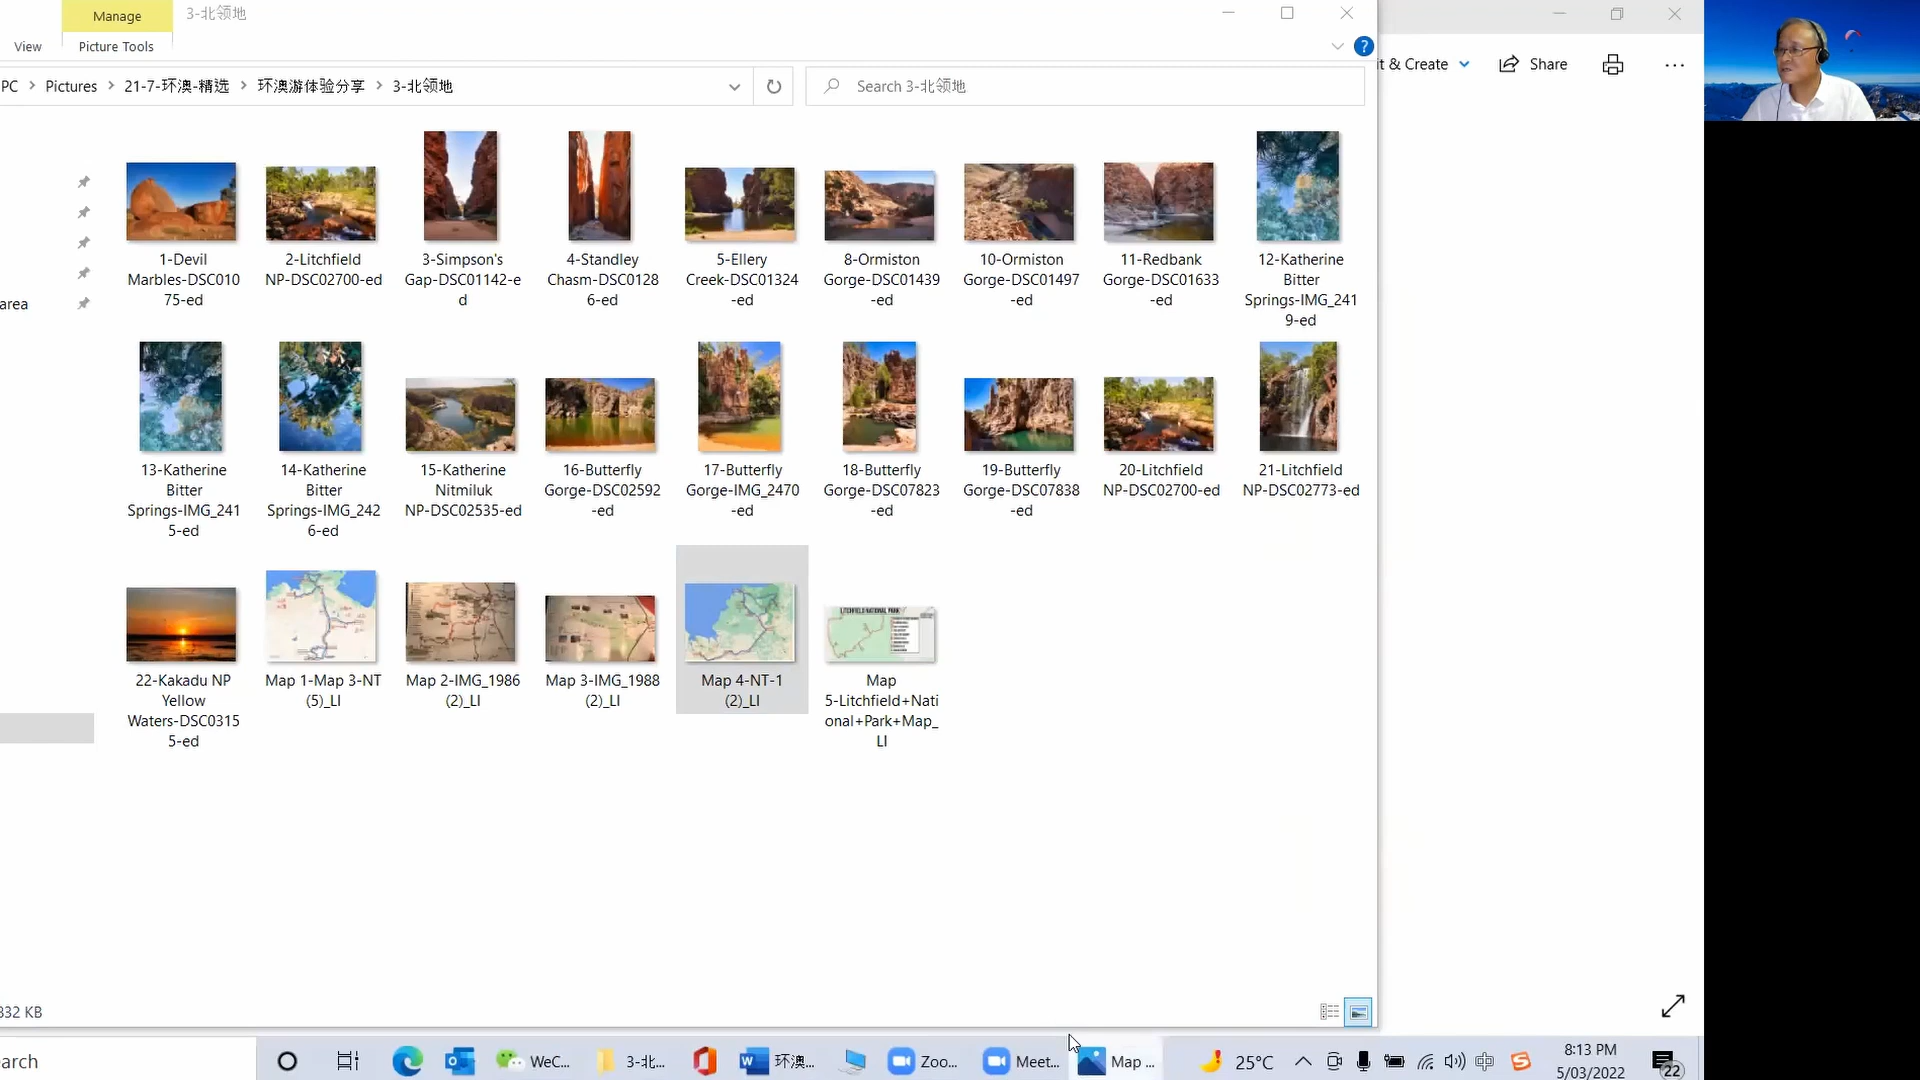 Manage
3-北领地
View
Picture Tools
t & Create
Share
PC
Pictures
21-7-环澳-精选
环澳游体验分享
3-北领地
Search 3-北领地
area
1-Devil
Marbles-DSC010
75-ed
2-Litchfield
NP-DSC02700-ed
3-Simpson's
Gap-DSC01142-e
d
4-Standley
Chasm-DSC0128
6-ed
5-Ellery
Creek-DSC01324
-ed
8-Ormiston
Gorge-DSC01439
-ed
10-Ormiston
Gorge-DSC01497
-ed
11-Redbank
Gorge-DSC01633
-ed
12-Katherine
Bitter
Springs-IMG_241
9-ed
13-Katherine
Bitter
Springs-IMG_241
5-ed
14-Katherine
Bitter
Springs-IMG_242
6-ed
15-Katherine
Nitmiluk
NP-DSC02535-ed
16-Butterfly
Gorge-DSC02592
-ed
17-Butterfly
Gorge-IMG_2470
-ed
18-Butterfly
Gorge-DSC07823
-ed
19-Butterfly
Gorge-DSC07838
-ed
20-Litchfield
NP-DSC02700-ed
21-Litchfield
NP-DSC02773-ed
LITCHFIELD NATIONAL PARK
22-Kakadu NP
Yellow
Waters-DSC0315
5-ed
Map 1-Map 3-NT
(5)_LI
Map 2-IMG_1986
(2)_LI
Map 3-IMG_1988
(2)_LI
Map 4-NT-1
(2)_LI
Map
5-Litchfield+Nati
onal+Park+Map_
LI
332 KB
arch
WeC...
3-北...
环澳...
Zoo...
Meet...
Map ...
25°C
8:13 PM
5/03/2022
22